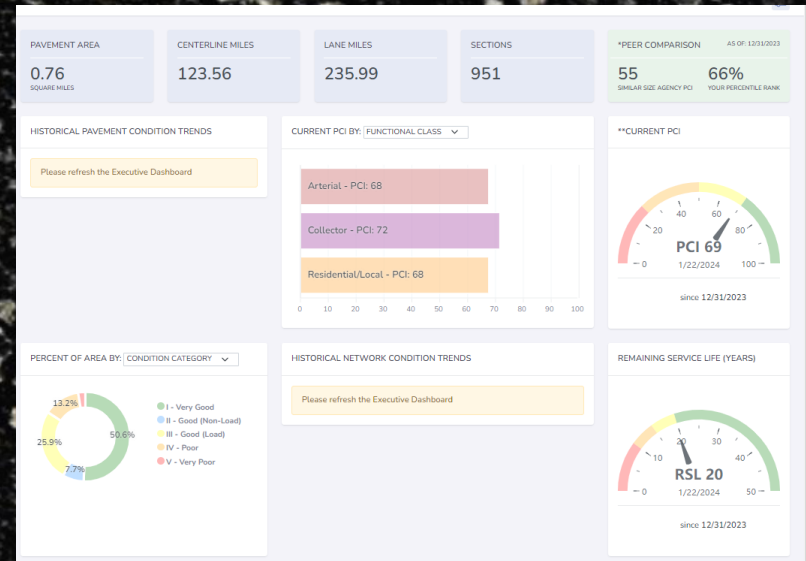 PAVEMENT AREA
0.76
SQUARE MILES
CENTERLINE MILES
123.56
LANE MILES
235.99
SECTIONS
951
*PEER COMPARISON
AS OF: 12/31/2023
55
SIMILAR SIZE AGENCY PCI
66%
YOUR PERCENTILE RANK
HISTORICAL PAVEMENT CONDITION TRENDS
Please refresh the Executive Dashboard
CURRENT PCI BY: FUNCTIONAL CLASS
Arterial - PCI: 68
Collector - PCI: 72
Residential/Local - PCI: 68
0 10 20 30 40 50 60 70 80 90 100
**CURRENT PCI
0 20 40 60 80 100
PCI 69
1/22/2024
since 12/31/2023
PERCENT OF AREA BY: CONDITION CATEGORY
13.2%
50.6%
25.9%
7.7%
I - Very Good
II - Good (Non-Load)
III - Good (Load)
IV - Poor
V - Very Poor
HISTORICAL NETWORK CONDITION TRENDS
Please refresh the Executive Dashboard
REMAINING SERVICE LIFE (YEARS)
0 10 20 30 40 50
RSL 20
1/22/2024
since 12/31/2023